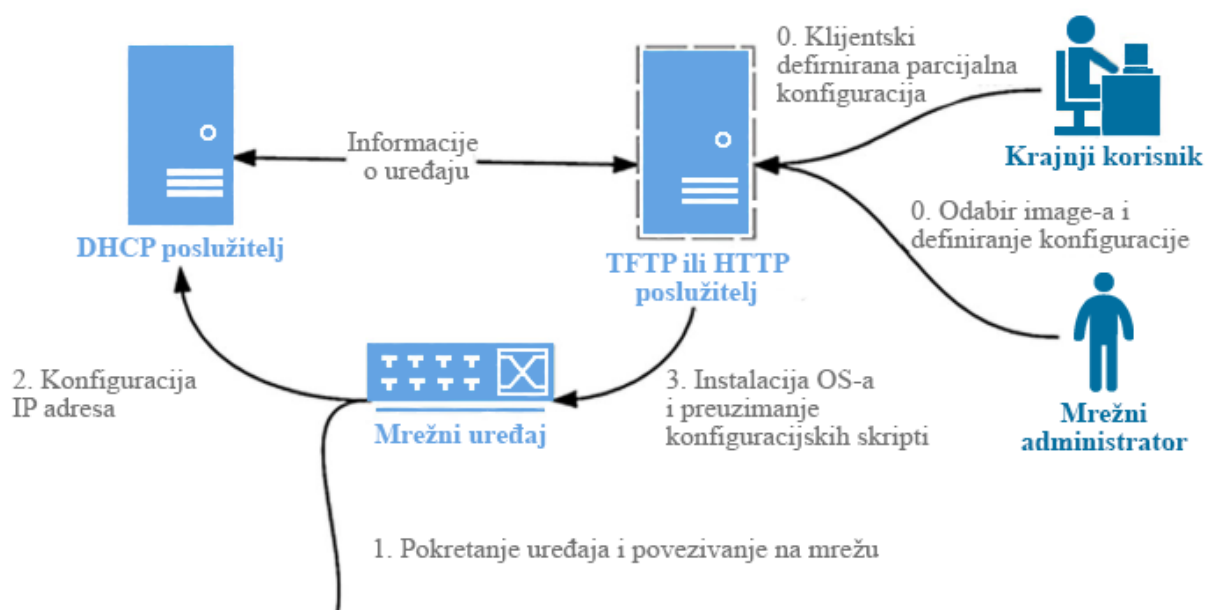 0. Klijentski
defirnirana parcijalna
konfiguracija
Krajnji korisnik
Informacije
o uređaju
0. Odabir image-a i
definiranje konfiguracije
DHCP poslužitelj
TFTP ili HTTP
poslužitelj
2. Konfiguracija
IP adresa
Mrežni uređaj
3. Instalacija OS-a
i preuzimanje
konfiguracijskih skripti
Mrežni
administrator
1. Pokretanje uređaja i povezivanje na mrežu